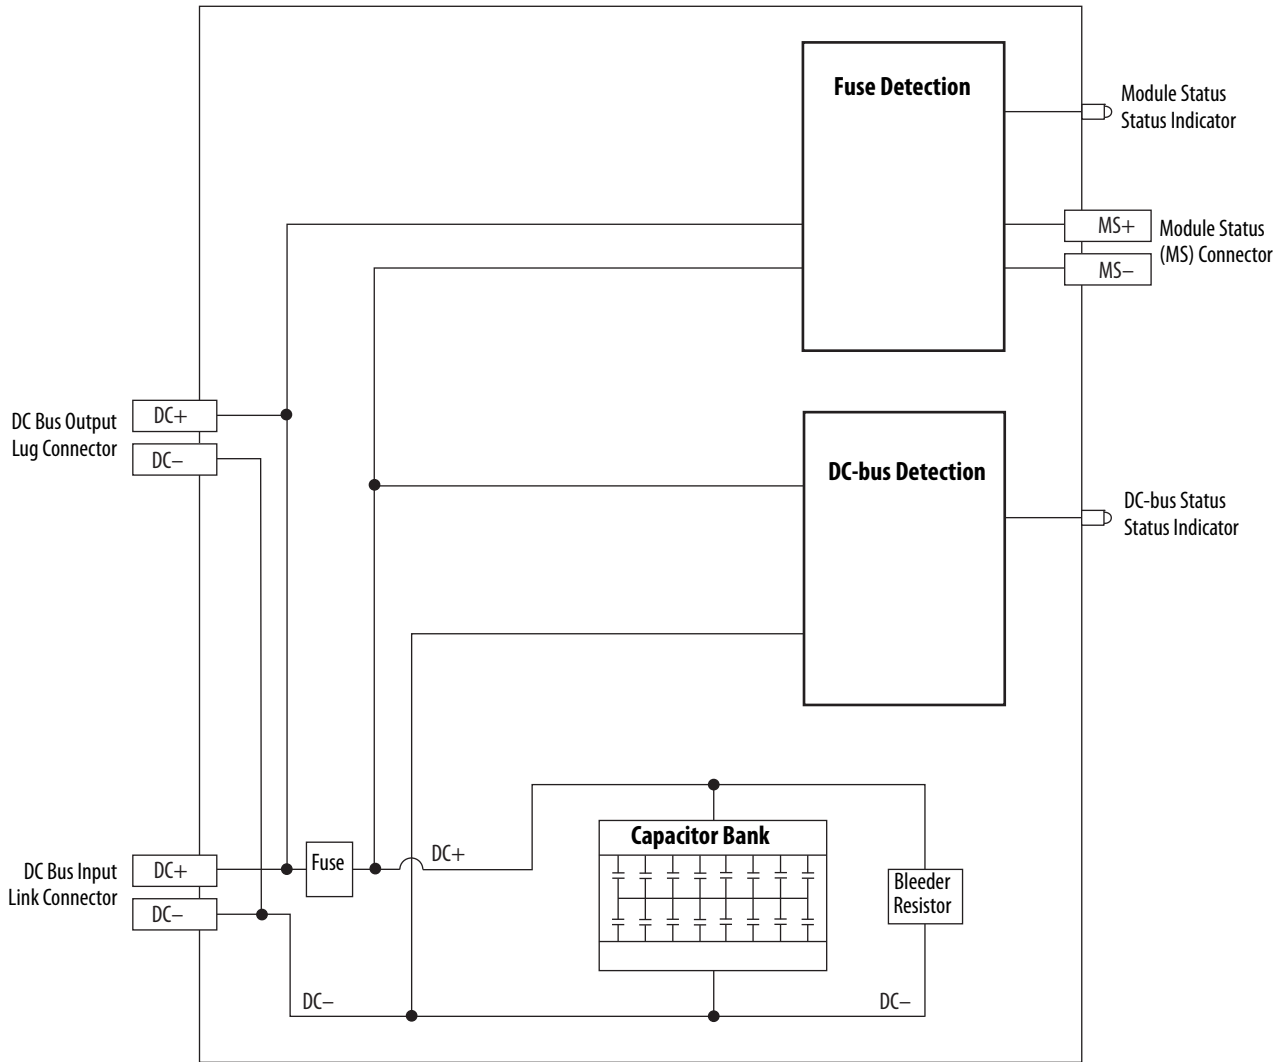 Fuse Detection
Module Status
Status Indicator
MS+
MS–
Module Status
(MS) Connector
DC Bus Output
Lug Connector
DC+
DC–
DC-bus Detection
DC-bus Status
Status Indicator
DC Bus Input
Link Connector
DC+
DC–
Fuse
DC+
Capacitor Bank
Bleeder
Resistor
DC–
DC–